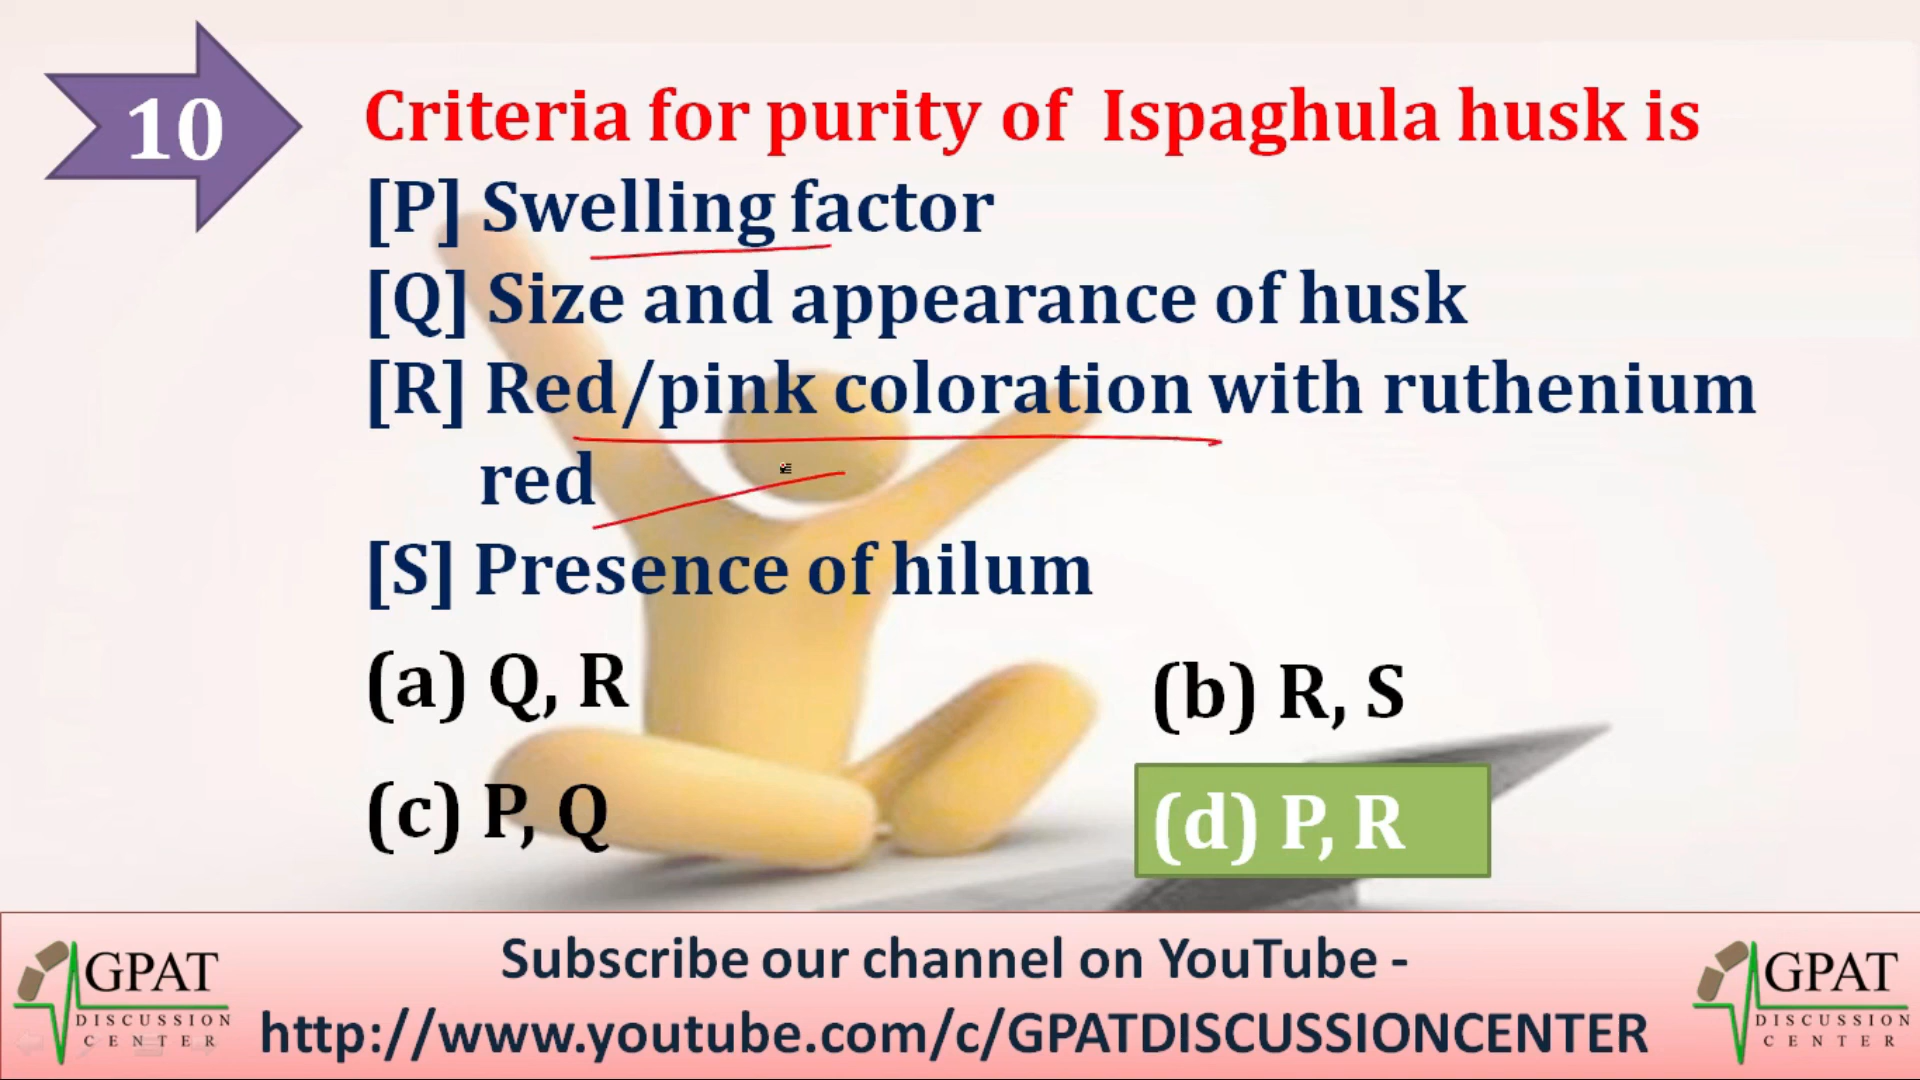 10
Criteria for purity of Ispaghula husk is
[P] Swelling factor
[Q] Size and appearance of husk
[R] Red/pink coloration with ruthenium
red
[S] Presence of hilum
(a) Q, R
(b) R, S
(c) P, Q
(d) P, R
GPAT
DISCUSSION
CENTER
Subscribe our channel on YouTube -
http://www.youtube.com/c/GPATDISCUSSIONCENTER
GPAT
DISCUSSION
CENTER